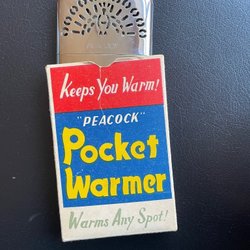 Keeps You Warm!
"PEACOCK"
Pocket
Warmer
Warms Any Spot!